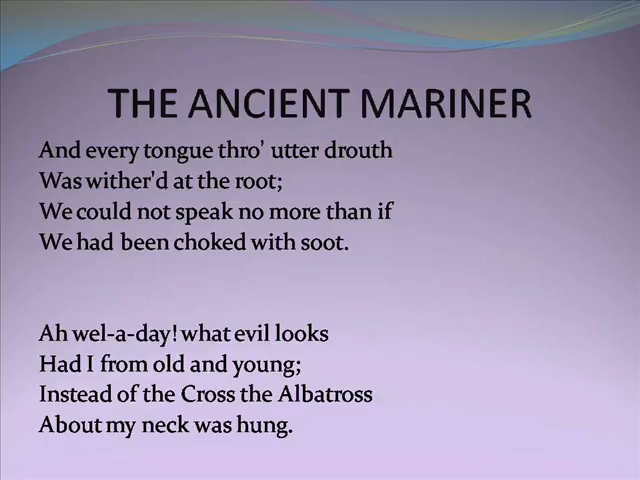 THE ANCIENT MARINER
And every tongue thro' utter drouth
Was wither'd at the root;
We could not speak no more than if
We had been choked with soot.
Ah wel-a-day! what evil looks
Had I from old and young;
Instead of the Cross the Albatross
About my neck was hung.